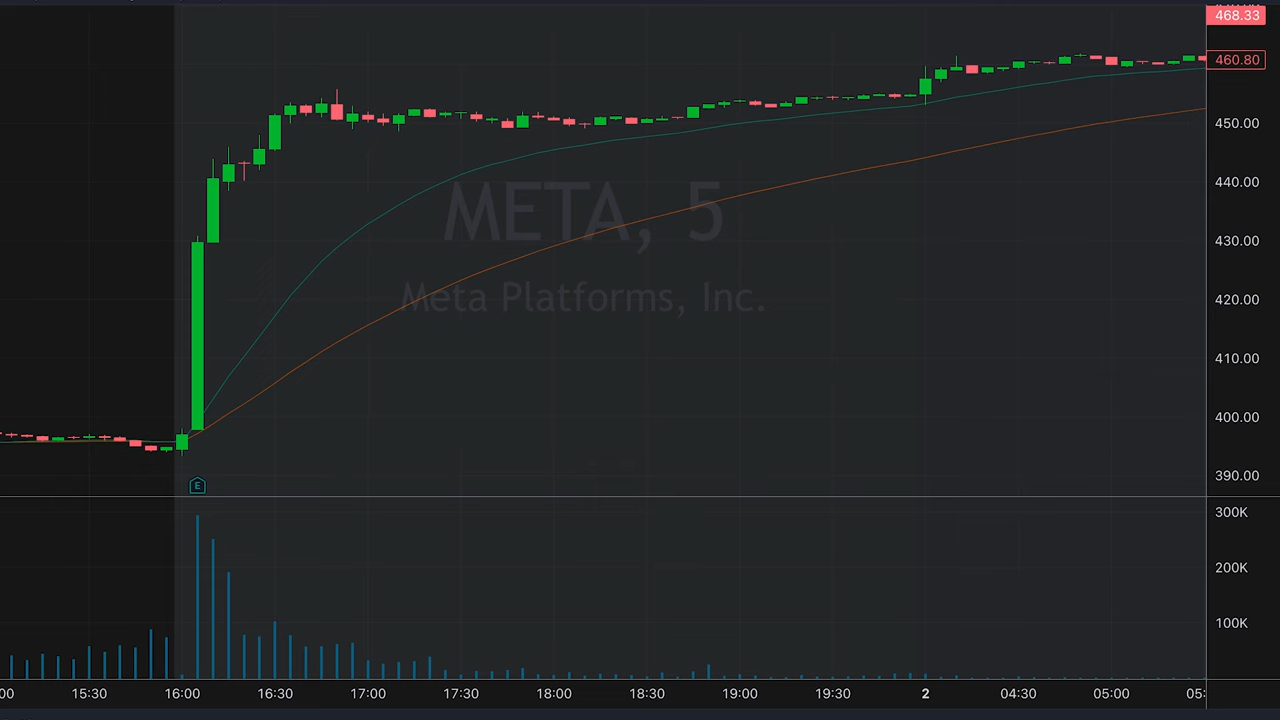 468.33
460.80
450.00
440.00
META, 5
430.00
Meta Platforms, Inc.
420.00
410.00
400.00
390.00
E
300K
200K
100K
:00 15:30 16:00 16:30 17:00 17:30 18:00 18:30 19:00 19:30 2 04:30 05:00 05: